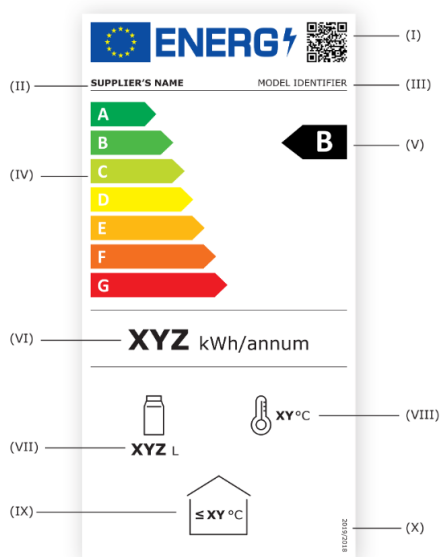 ENERG
(I)
(II)
SUPPLIER'S NAME
MODEL IDENTIFIER
(III)
A
B
B
(V)
(IV)
C
D
E
F
G
(VI)
XYZ kWh/annum
XY°C
(VIII)
(VII)
XYZ L
(IX)
≤ XY °C
2019/2018
(X)